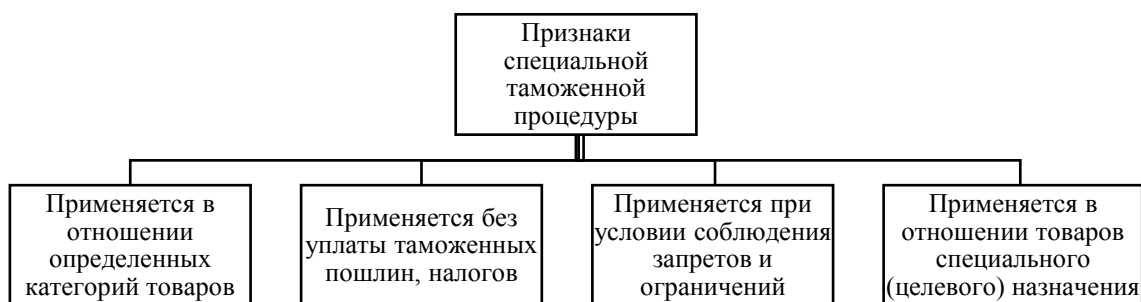 Признаки
специальной
таможенной
процедуры
Применяется в
отношении
определенных
категорий товаров
Применяется без
уплаты таможенных
пошлин, налогов
Применяется при
условии соблюдения
запретов и
ограничений
Применяется в
отношении товаров
специального
(целевого) назначения